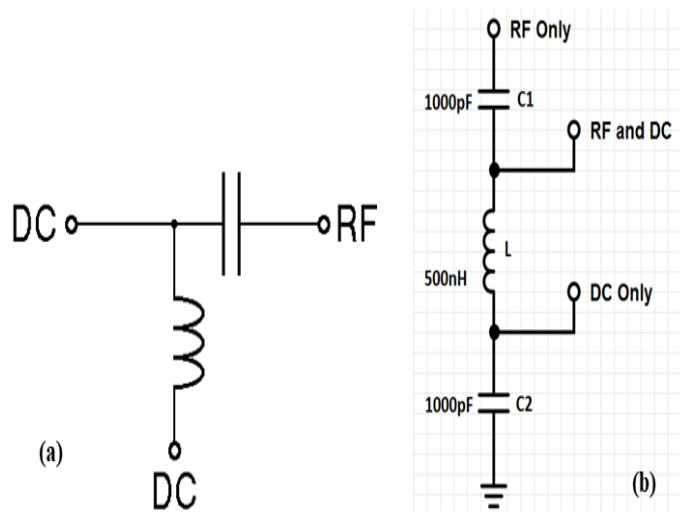 DC
RF
DC
(a)
RF Only
1000pF
C1
RF and DC
L
500nH
DC Only
1000pF
C2
(b)